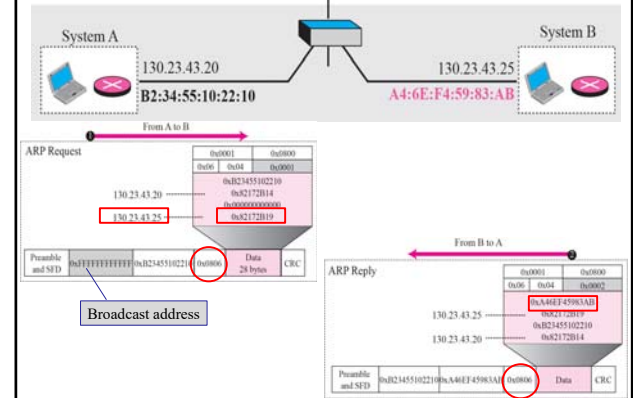 System A
System B
130.23.43.20
130.23.43.25
B2:34:55:10:22:10
A4:6E:F4:59:83:AB
From A to B
1
ARP Request
0x0001 0x0800
0x06 0x04 0x0001
0xB23455102210
130.23.43.20 0x82172B14
0x000000000000
130.23.43.25 0x82172B19
Preamble and SFD
0xFFFFFFFFFFFF
0xB23455102210
0x0806
Data
28 bytes
CRC
Broadcast address
From B to A
2
ARP Reply
0x0001 0x0800
0x06 0x04 0x0002
0xA46EF45983AB
130.23.43.25 0x82172B19
0xB23455102210
130.23.43.20 0x82172B14
Preamble and SFD
0xB23455102210
0xA46EF45983AB
0x0806
Data
CRC